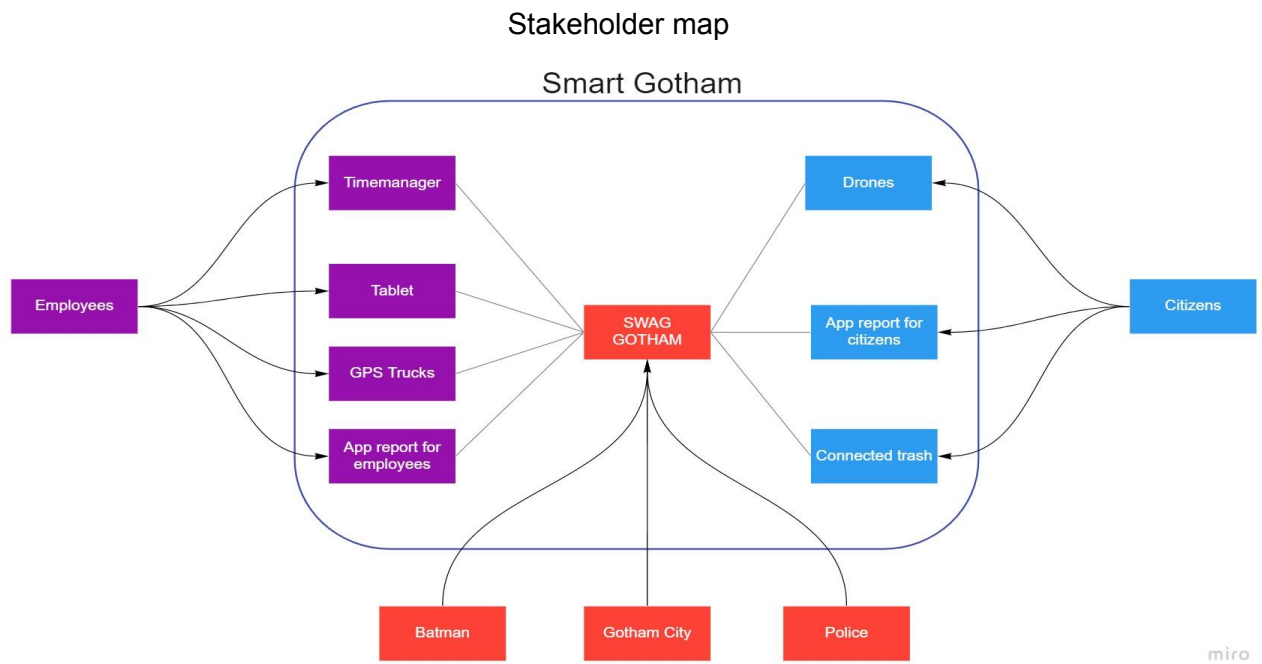 Stakeholder map
Smart Gotham
Timemanager
Drones
Tablet
Employees
Citizens
SWAG
GOTHAM
App report for
citizens
GPS Trucks
App report for
employees
Connected trash
Batman
Gotham City
Police
miro